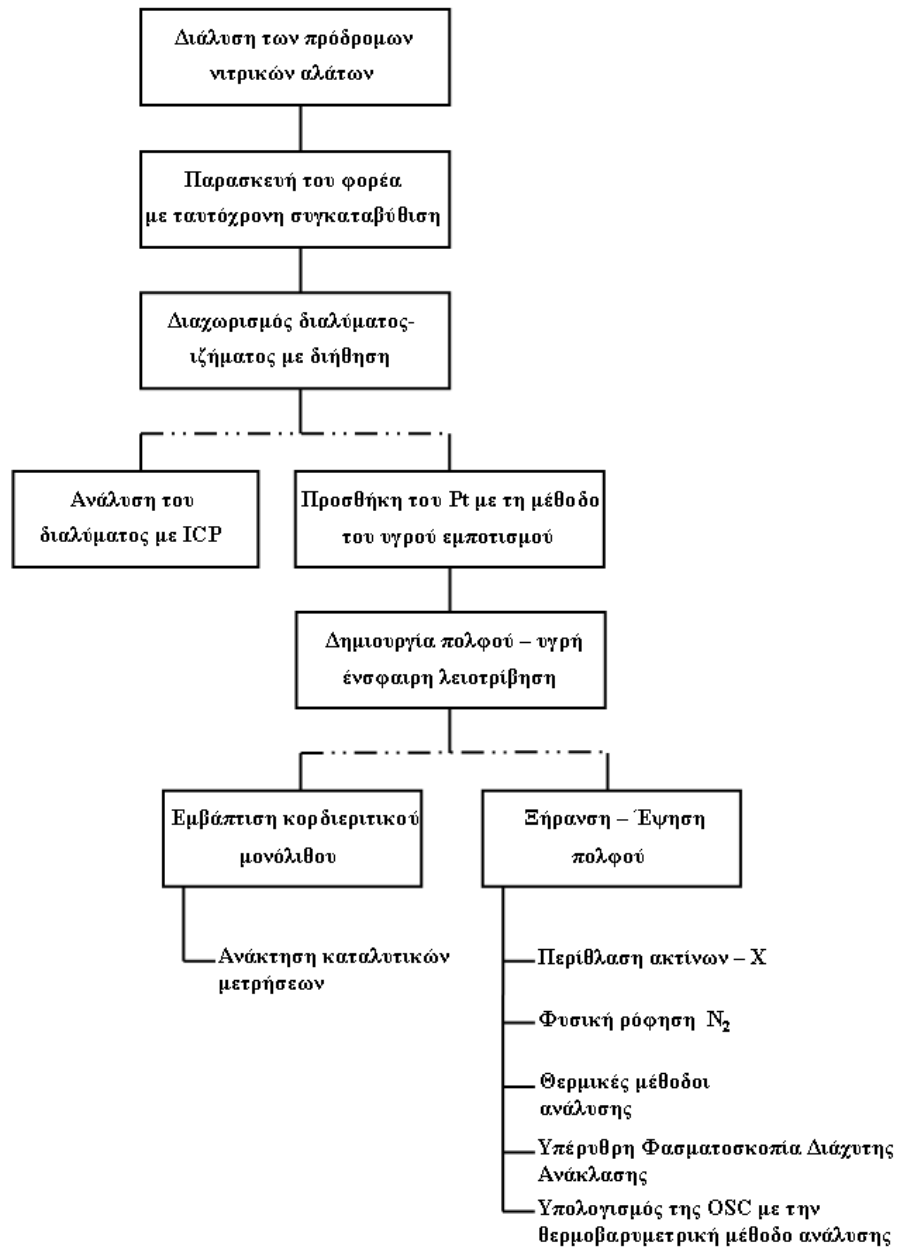 Διάλυση των πρόδρομων
νιτρικών αλάτων
Παρασκευή του φορέα
με ταυτόχρονη συγκαταβύθιση
Διαχωρισμός διαλύματος-
ιζήματος με διήθηση
Ανάλυση του
διαλύματος με ICP
Προσθήκη του Pt με τη μέθοδο
του υγρού εμποτισμού
Δημιουργία πολφού – υγρή
ένσφαιρη λειοτρίβηση
Εμβάπτιση κορδιεριτικού
μονόλιθου
Ανάκτηση καταλυτικών
μετρήσεων
Ξήρανση – Έψηση
πολφού
Περίθλαση ακτίνων – Χ
Φυσική ρόφηση N₂
Θερμικές μέθοδοι
ανάλυσης
Υπέρυθρη Φασματοσκοπία Διάχυτης
Ανάκλασης
Υπολογισμός της OSC με την
θερμοβαρυμετρική μέθοδο ανάλυσης